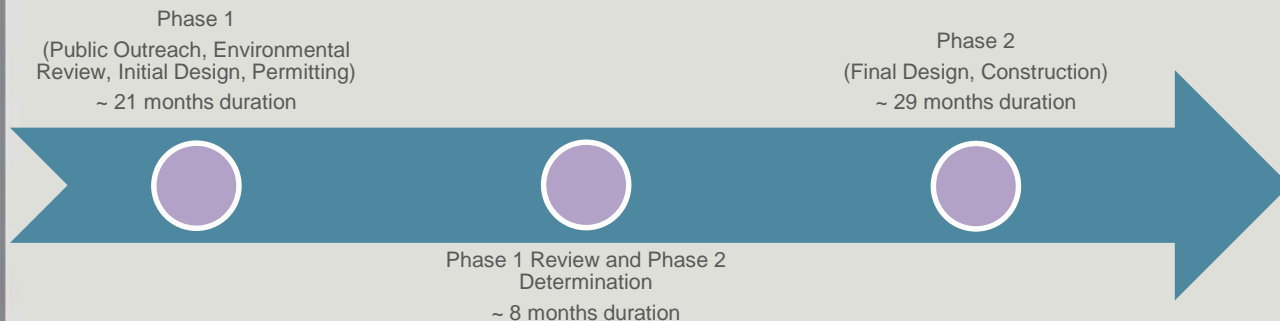 Phase 1
(Public Outreach, Environmental
Review, Initial Design, Permitting)
~ 21 months duration
Phase 1 Review and Phase 2
Determination
~ 8 months duration
Phase 2
(Final Design, Construction)
~ 29 months duration